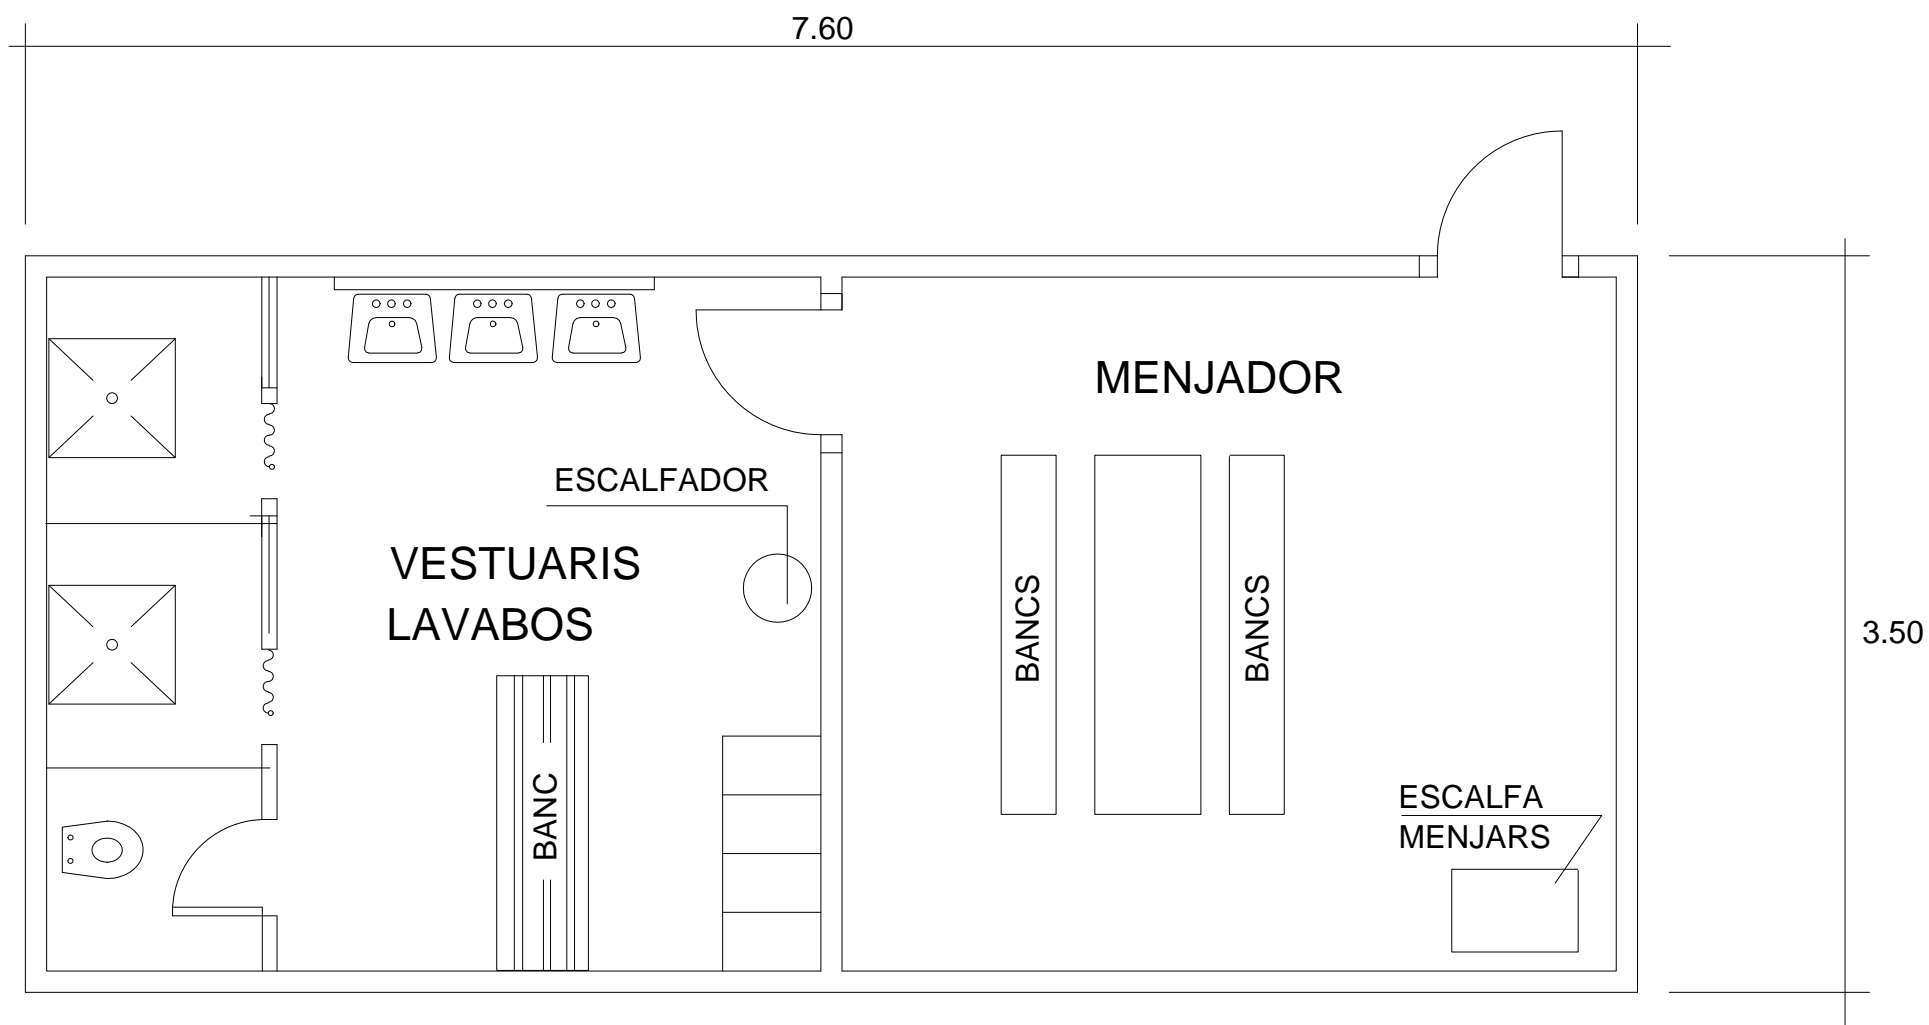 7.60
MENJADOR
ESCALFADOR
VESTUARIS
LAVABOS
BANCS
BANCS
3.50
BANC
ESCALFA
MENJARS